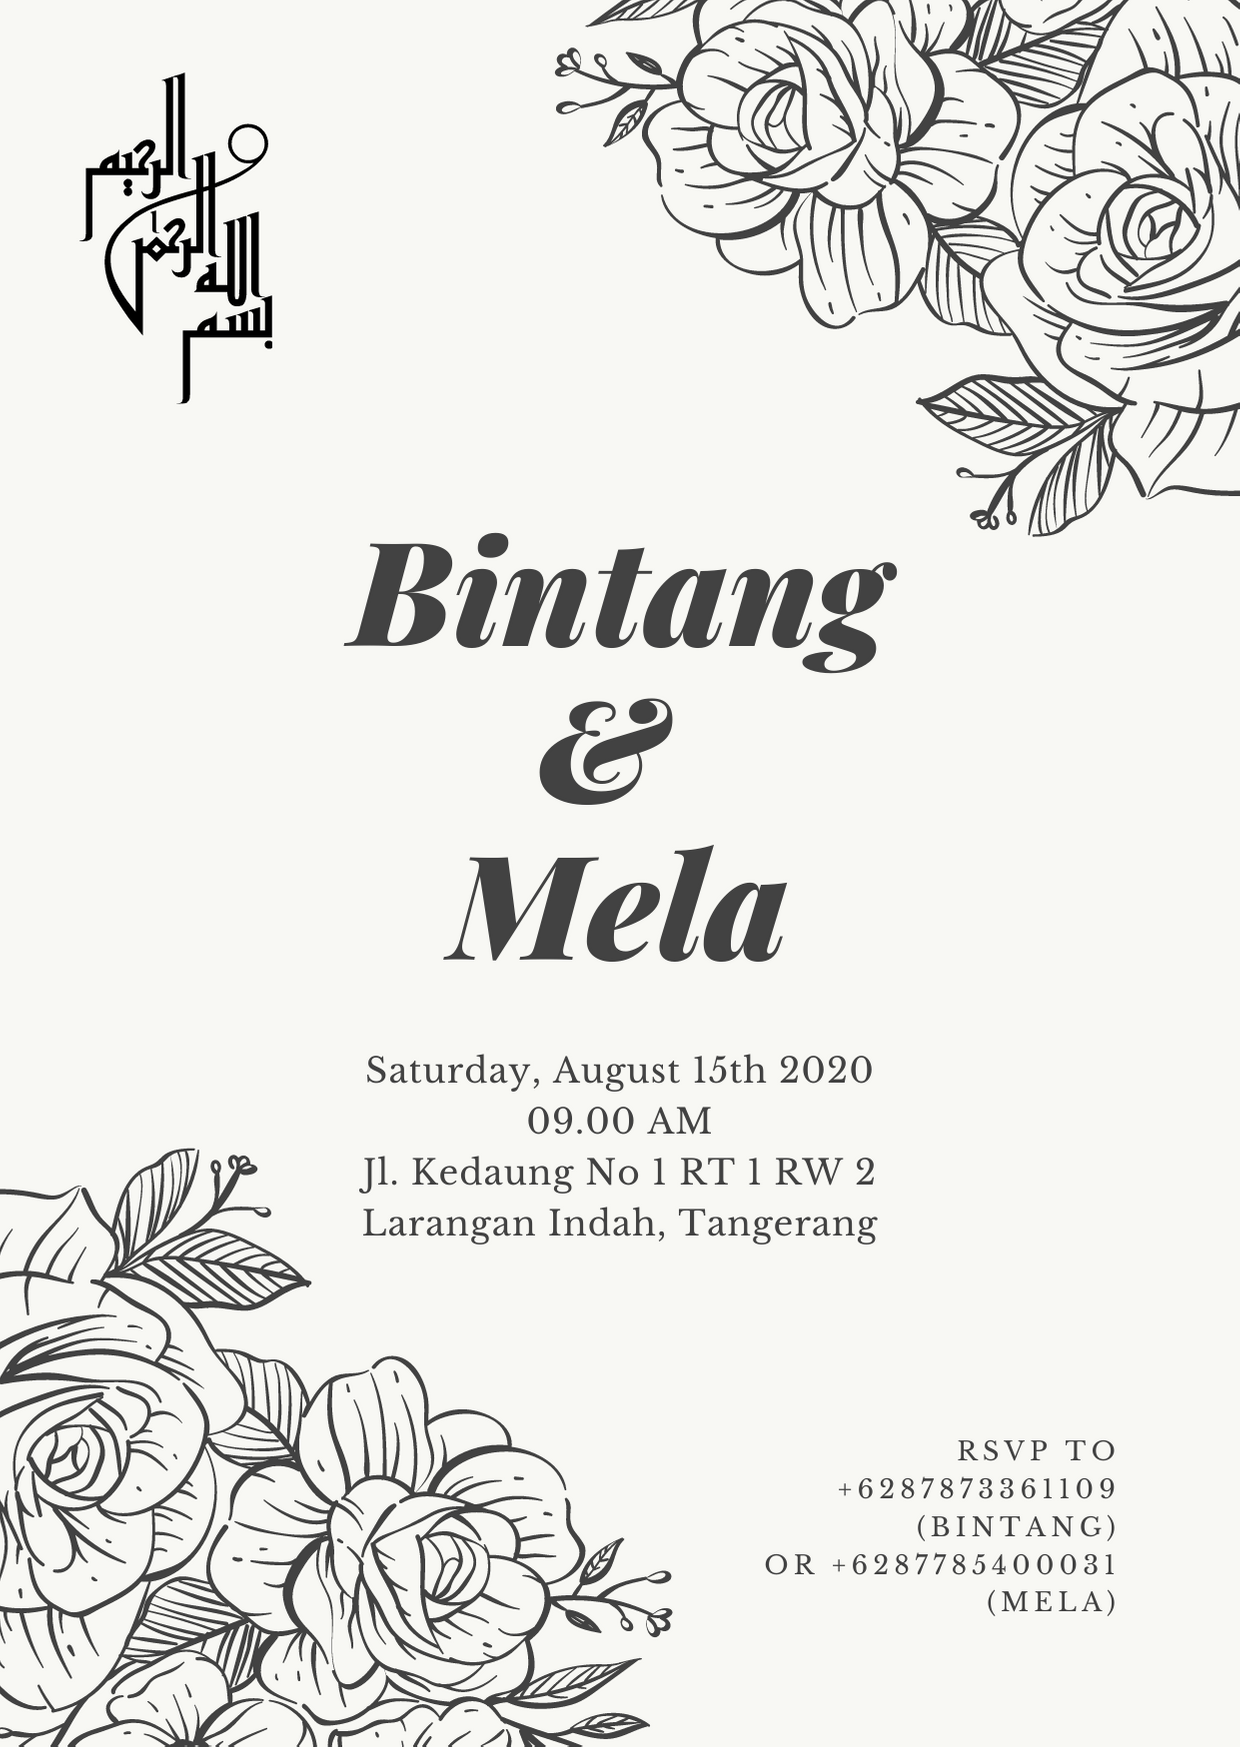 بسم
الله
الرحمٰن
الرحيم
Bintang
&
Mela
Saturday, August 15th 2020
09.00 AM
Jl. Kedaung No 1 RT 1 RW 2
Larangan Indah, Tangerang
RSVP TO
+6287873361109
(BINTANG)
OR +6287785400031
(MELA)